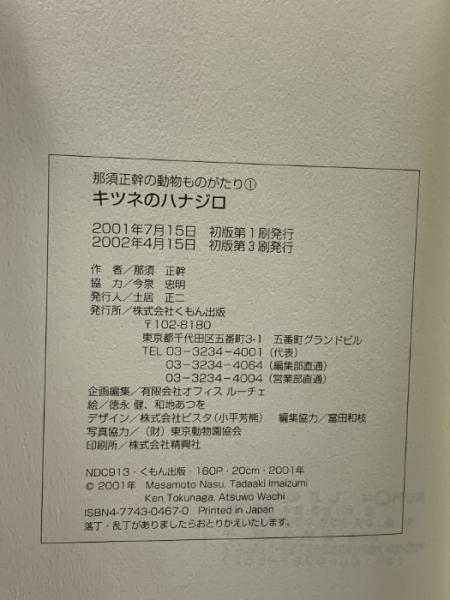 那須正幹の動物ものがたり①
キツネのハナジロ
2001年7月15日　初版第1刷発行
2002年4月15日　初版第3刷発行
作　者／那須　正幹
協　力／今泉　忠明
発行人／土居　正二
発行所／株式会社くもん出版
〒102-8180
東京都千代田区五番町3-1　五番町グランドビル
TEL 03-3234-4001（代表）
03-3234-4064（編集部直通）
03-3234-4004（営業部直通）
企画編集／有限会社オフィス ルーチェ
絵／徳永 健、和地あつを
デザイン／株式会社ビスタ（小平芳熊）　編集協力／冨田和枝
写真協力／（財）東京動物園協会
印刷所／株式会社精興社
NDC913・くもん出版・160P・20cm・2001年
© 2001年　Masamoto Nasu, Tadaaki Imaizumi
Ken Tokunaga, Atsuwo Wachi
ISBN4-7743-0467-0　Printed in Japan
落丁・乱丁がありましたらおとりかえいたします。